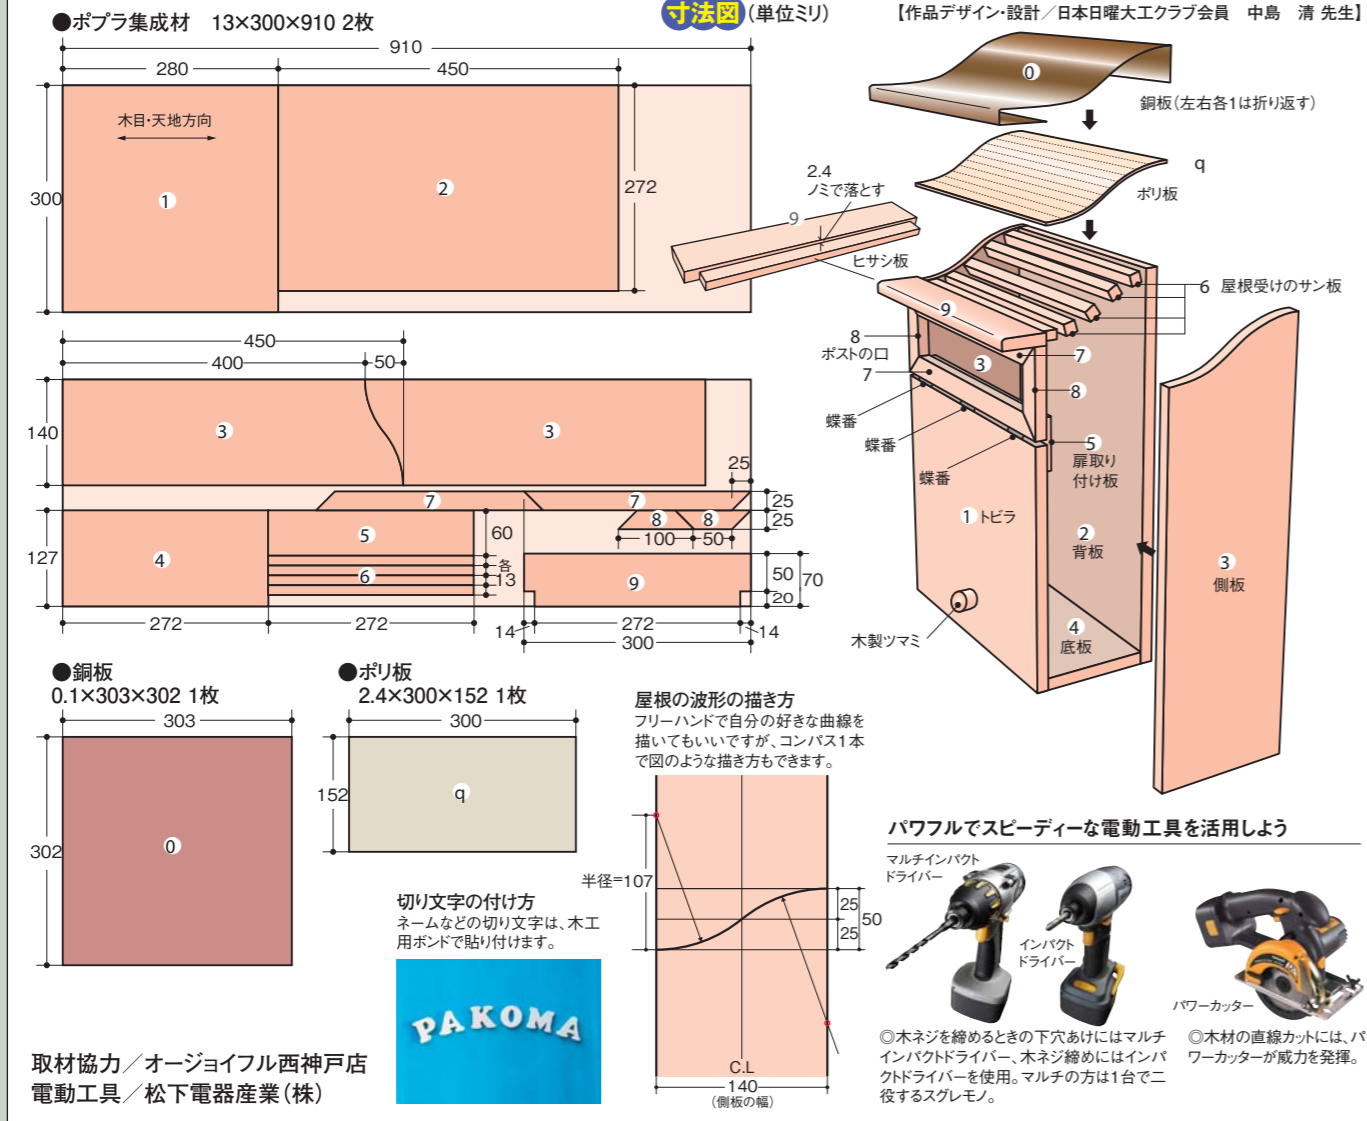 ●ポプラ集成材 13×300×910 2枚
寸法図(単位ミリ)
【作品デザイン・設計／日本日曜大工クラブ会員 中島 清 先生】
910
280
450
木目・天地方向
300
1
2
272
450
400
50
140
3
3
25
7
7
25
8
8
25
100
50
127
4
5
6
60
各
13
9
50
70
20
272
272
14
272
14
300
0
銅板(左右各1は折り返す)
q
ポリ板
2.4
ノミで落とす
9
ヒサシ板
6 屋根受けのサン板
9
8
ポストの口
7
3
7
8
蝶番
蝶番
蝶番
5
扉取り
付け板
1 トビラ
2
背板
3
側板
木製ツマミ
4
底板
●銅板
0.1×303×302 1枚
303
302
0
●ポリ板
2.4×300×152 1枚
300
152
q
切り文字の付け方
ネームなどの切り文字は、木工
用ボンドで貼り付けます。
PAKOMA
屋根の波形の描き方
フリーハンドで自分の好きな曲線を
描いてもいいですが、コンパス1本
で図のような描き方もできます。
半径=107
25
50
25
C.L
140
(側板の幅)
パワフルでスピーディーな電動工具を活用しよう
マルチインパクト
ドライバー
インパクト
ドライバー
パワーカッター
◎木ネジを締めるときの下穴あけにはマルチ
インパクトドライバー、木ネジ締めにはインパ
クトドライバーを使用。マルチの方は1台で二
役するスグレモノ。
◎木材の直線カットには、パ
ワーカッターが威力を発揮。
取材協力／オージョイフル西神戸店
電動工具／松下電器産業(株)